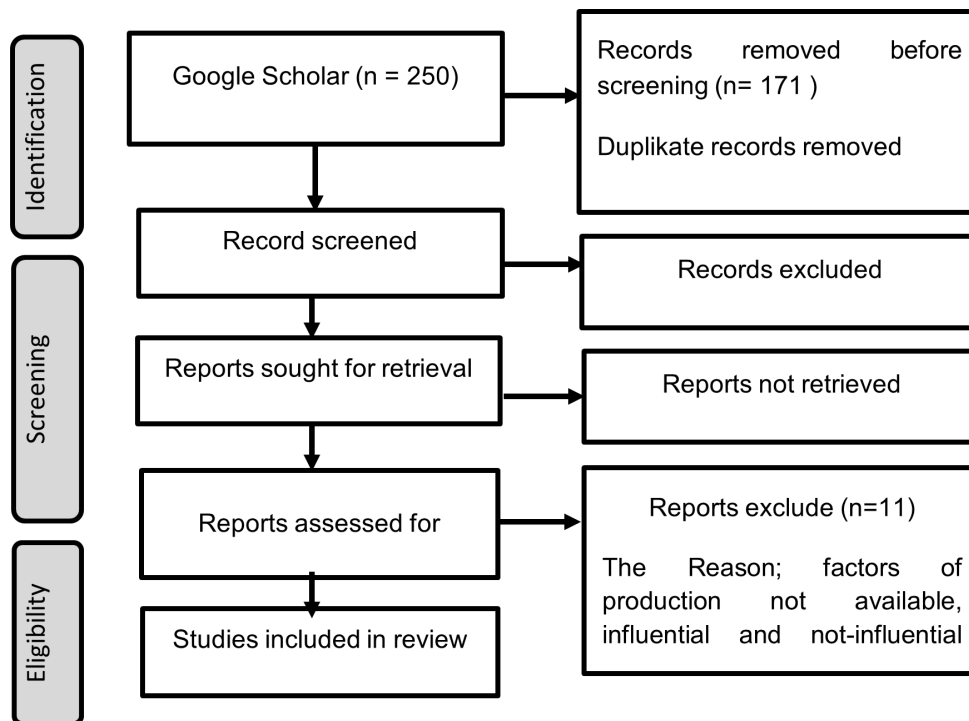 Identification
Google Scholar (n = 250)
Records removed before
screening (n= 171 )
Duplikate records removed
Record screened
Records excluded
Screening
Reports sought for retrieval
Reports not retrieved
Reports assessed for
Reports exclude (n=11)
The Reason; factors of
production not available,
influential and not-influential
Eligibility
Studies included in review